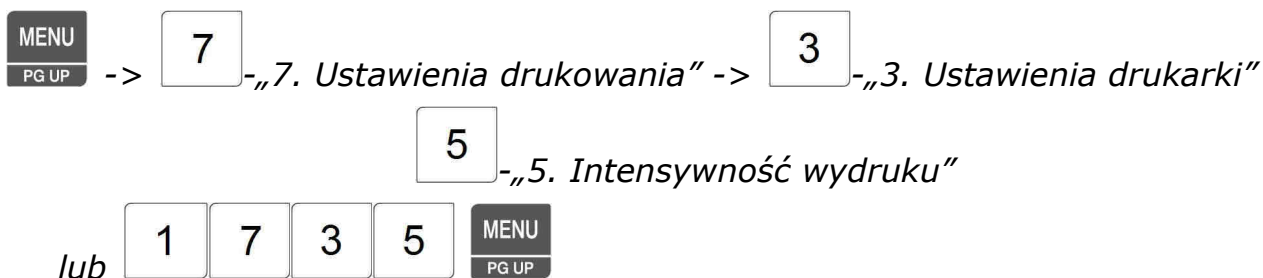 MENU PG UP -> 7 -„7. Ustawienia drukowania” -> 3 -„3. Ustawienia drukarki”
5 -„5. Intensywność wydruku”
lub 1 7 3 5 MENU PG UP